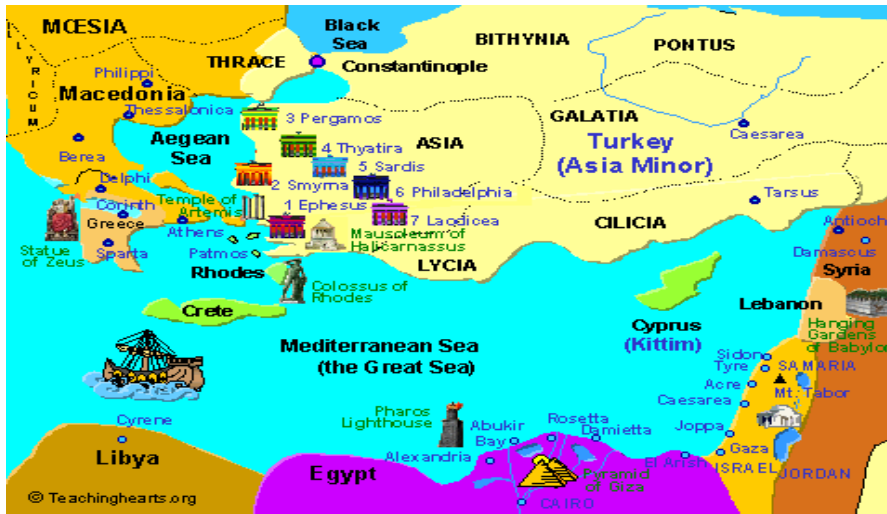 MŒSIA
ILLYRICUM
Black
Sea
BITHYNIA
PONTUS
THRACE
Constantinople
Philippi
Macedonia
Thessalonica
3 Pergamos
GALATIA
Aegean
Sea
ASIA
Turkey
(Asia Minor)
Caesarea
4 Thyatira
Berea
5 Sardis
Delphi
2 Smyrna
6 Philadelphia
Tarsus
Corinth
Temple of
Artemis
1 Ephesus
7 Laodicea
CILICIA
Antioch
Greece
Athens
Mausoleum of
Halicarnassus
Statue
of Zeus
Sparta
Patmos
LYCIA
Damascus
Rhodes
Syria
Colossus of
Rhodes
Crete
Lebanon
Cyprus
(Kittim)
Hanging
Gardens
of Babylon
Mediterranean Sea
(the Great Sea)
Sidon
Tyre
SAMARIA
Acre
Mt. Tabor
Caesarea
Pharos
Lighthouse
Cyrene
Abukir
Bay
Rosetta
Damietta
Joppa
Libya
Alexandria
Egypt
El Arish
Gaza
ISRAEL
JORDAN
Pyramid
of Giza
CAIRO
© Teachinghearts.org